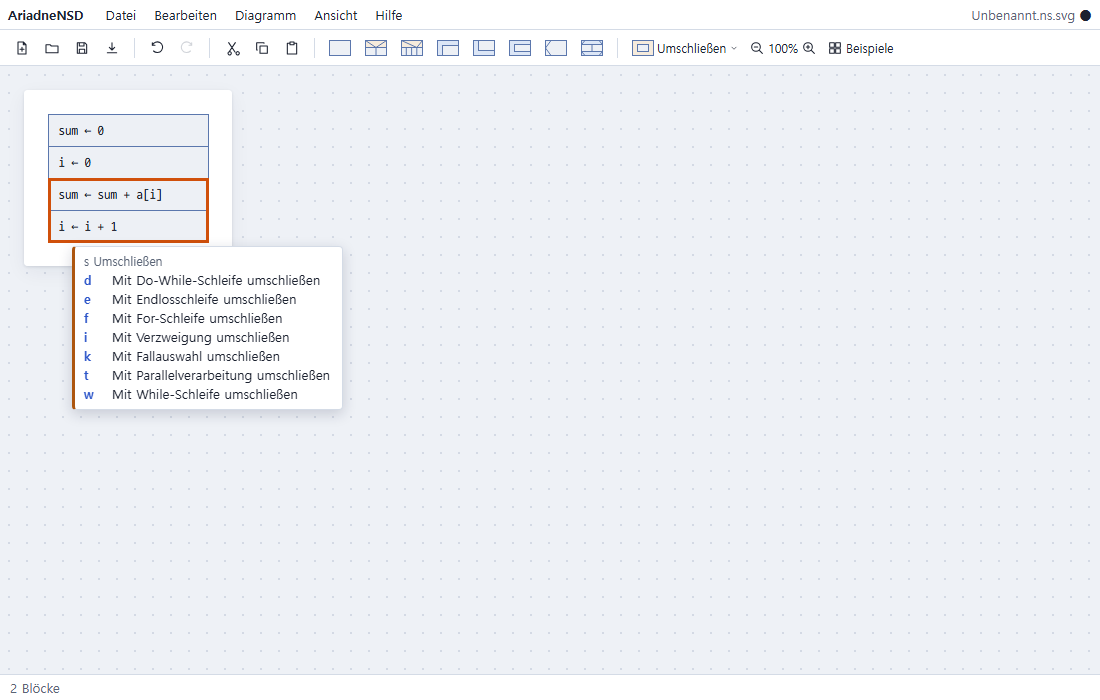 AriadneNSD Datei Bearbeiten Diagramm Ansicht Hilfe Unbenannt.ns.svg
Umschließen 100% Beispiele
sum ← 0
i ← 0
sum ← sum + a[i]
i ← i + 1
s Umschließen
d Mit Do-While-Schleife umschließen
e Mit Endlosschleife umschließen
f Mit For-Schleife umschließen
i Mit Verzweigung umschließen
k Mit Fallauswahl umschließen
t Mit Parallelverarbeitung umschließen
w Mit While-Schleife umschließen
2 Blöcke